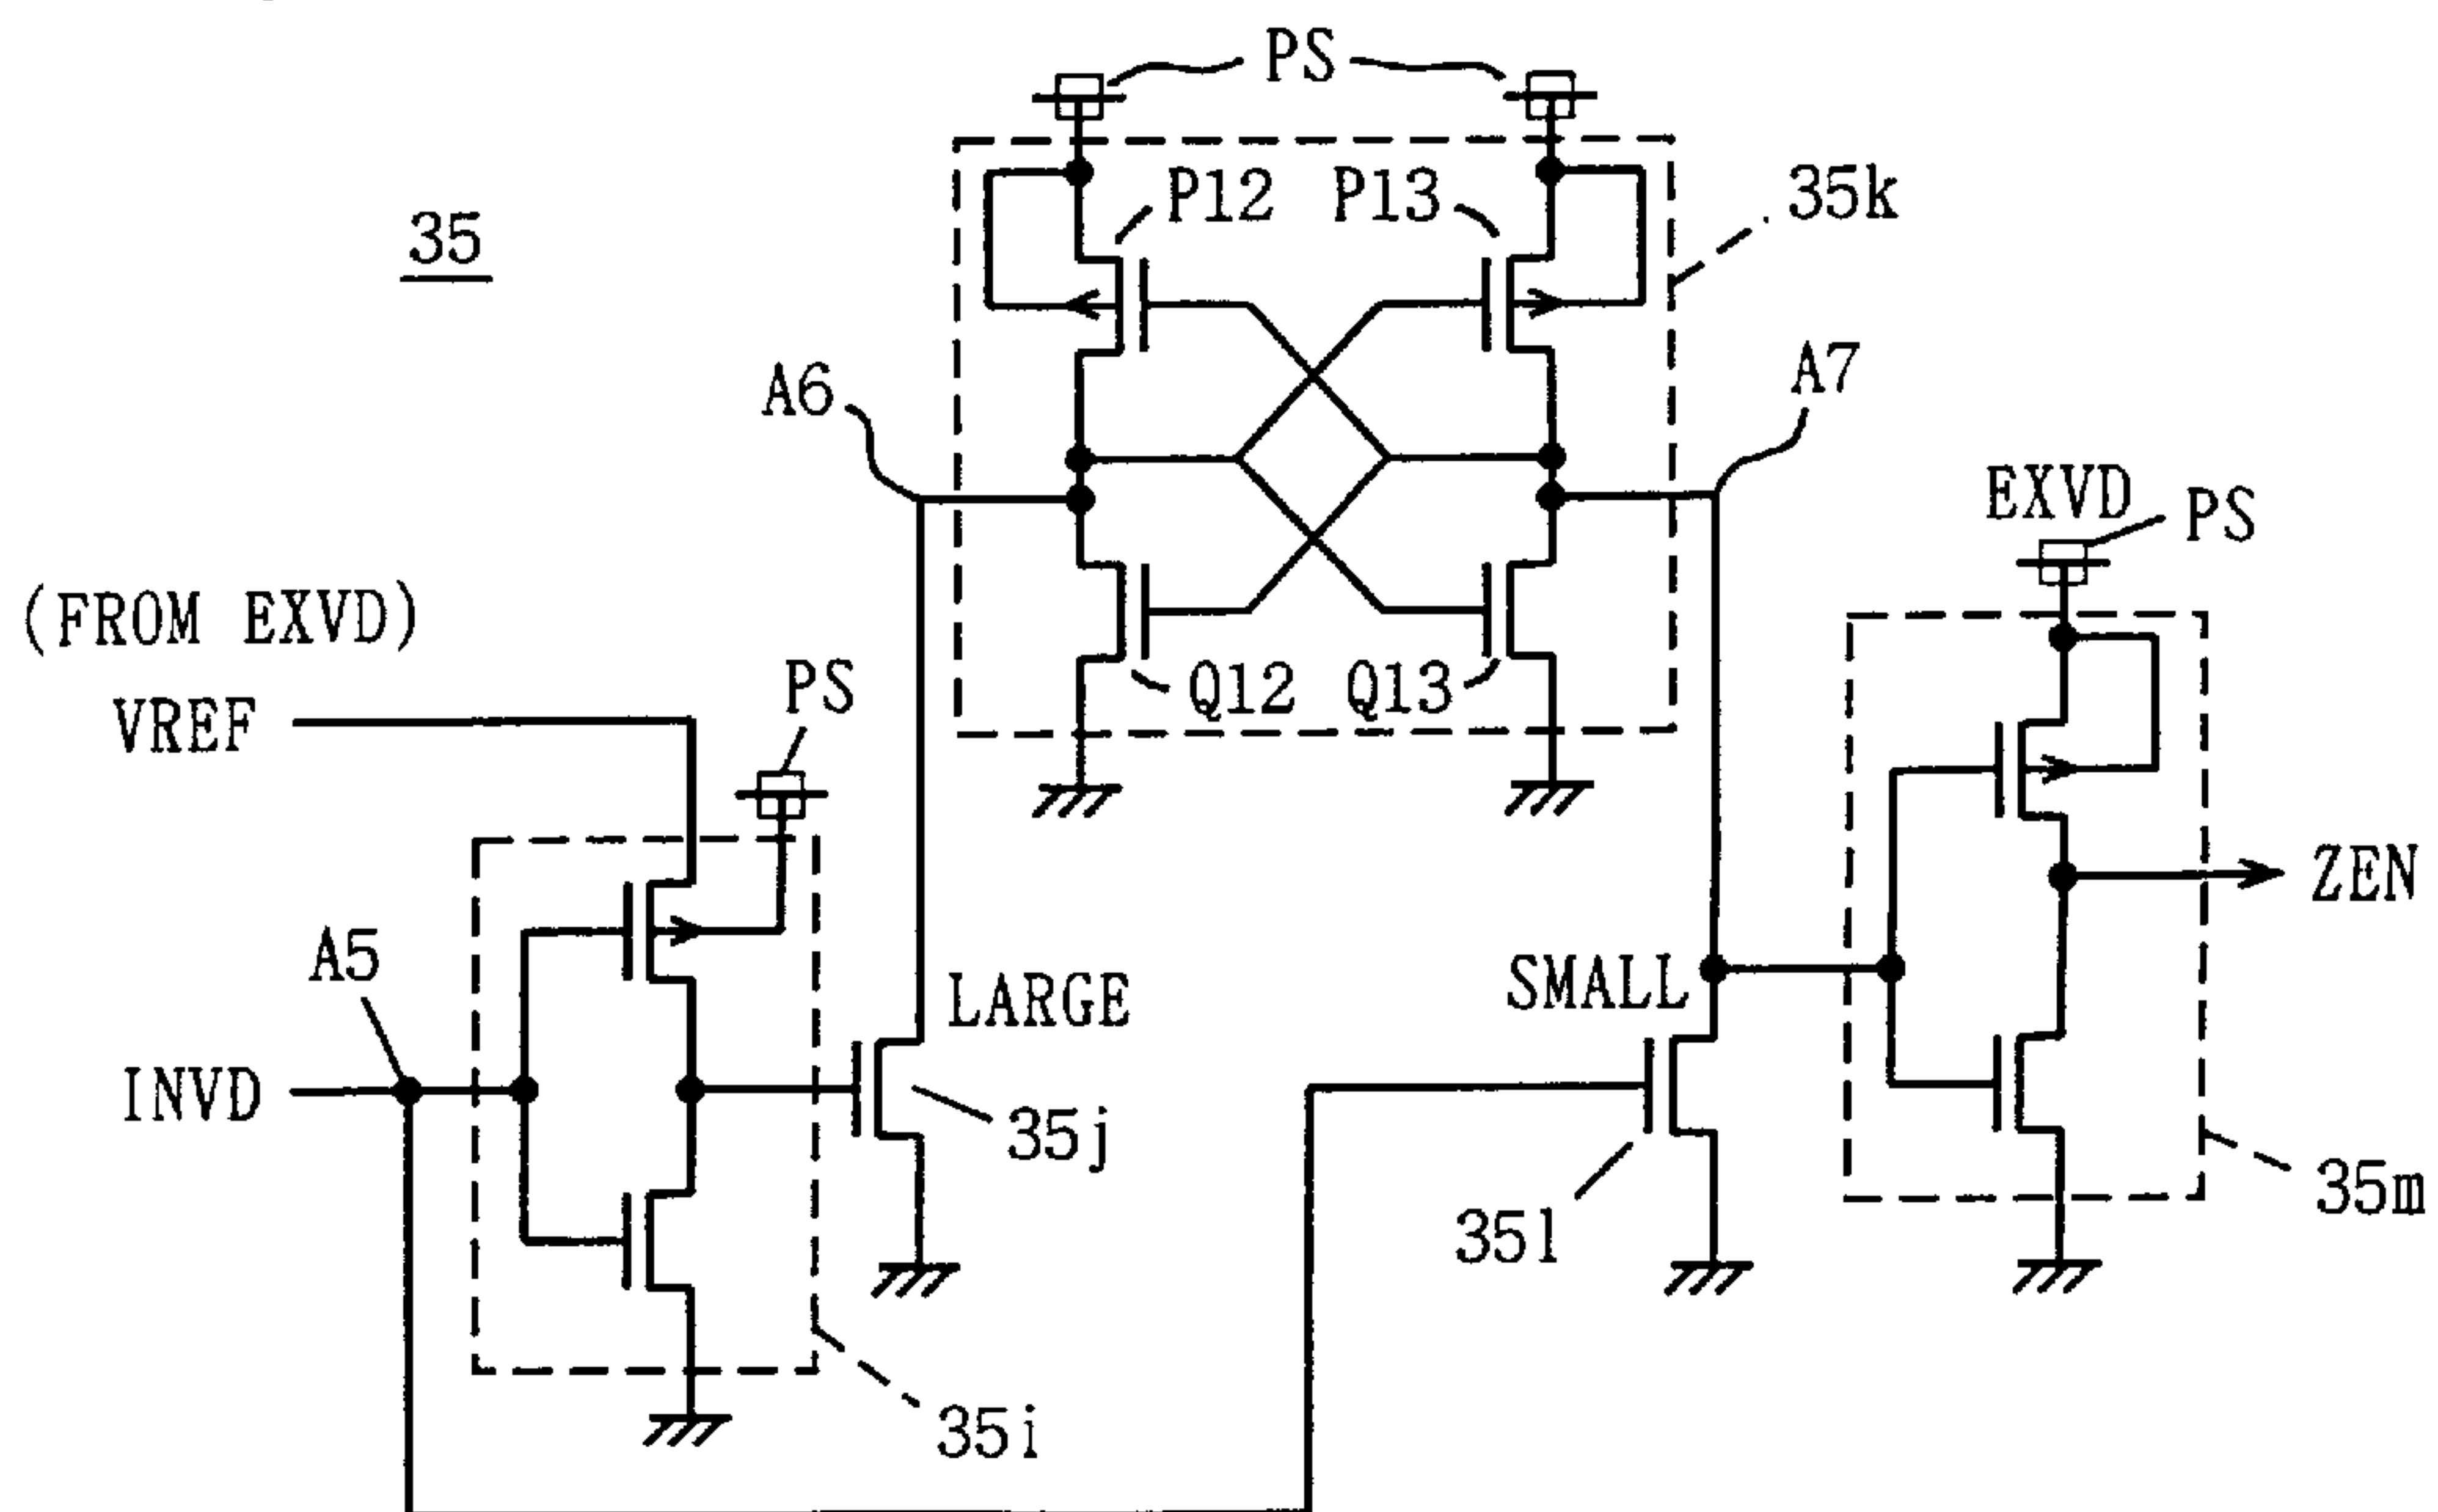 PS
P12 P13
35k
35
A6
A7
EXVD
PS
(FROM EXVD)
VREF
PS
Q12 Q13
ZEN
A5
LARGE
SMALL
INVD
35j
35l
35m
35i